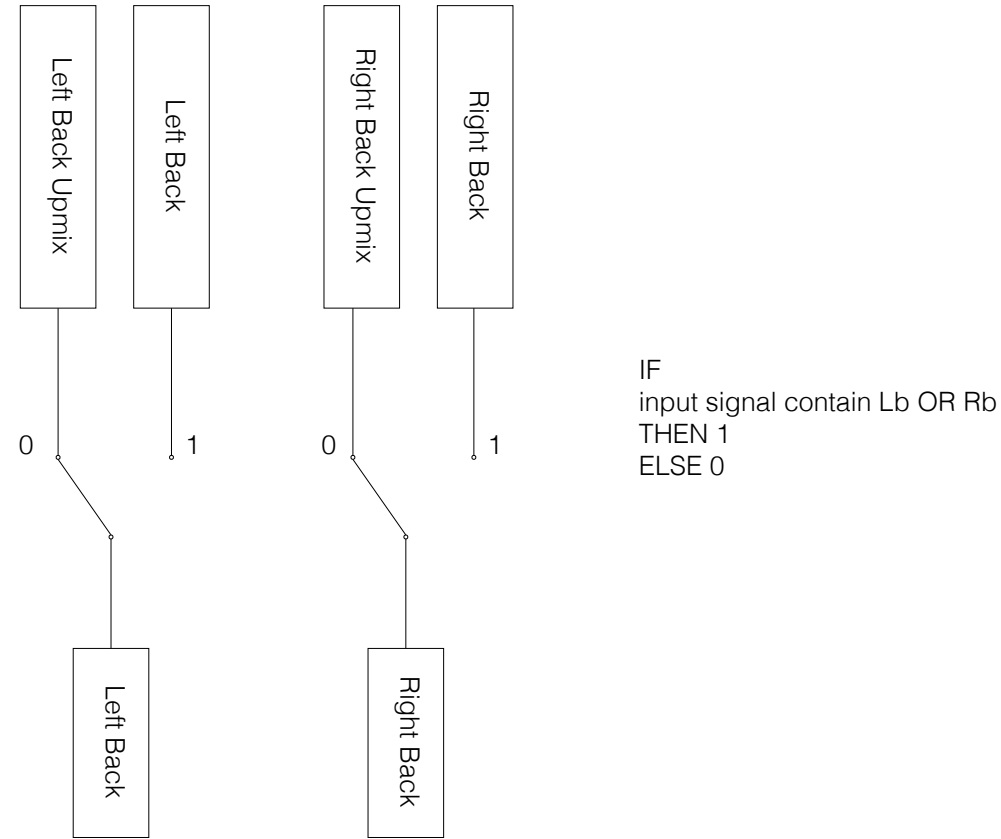 Left Back Upmix
Left Back
Right Back Upmix
Right Back
IF
input signal contain Lb OR Rb
THEN 1
ELSE 0
0
1
0
1
Left Back
Right Back